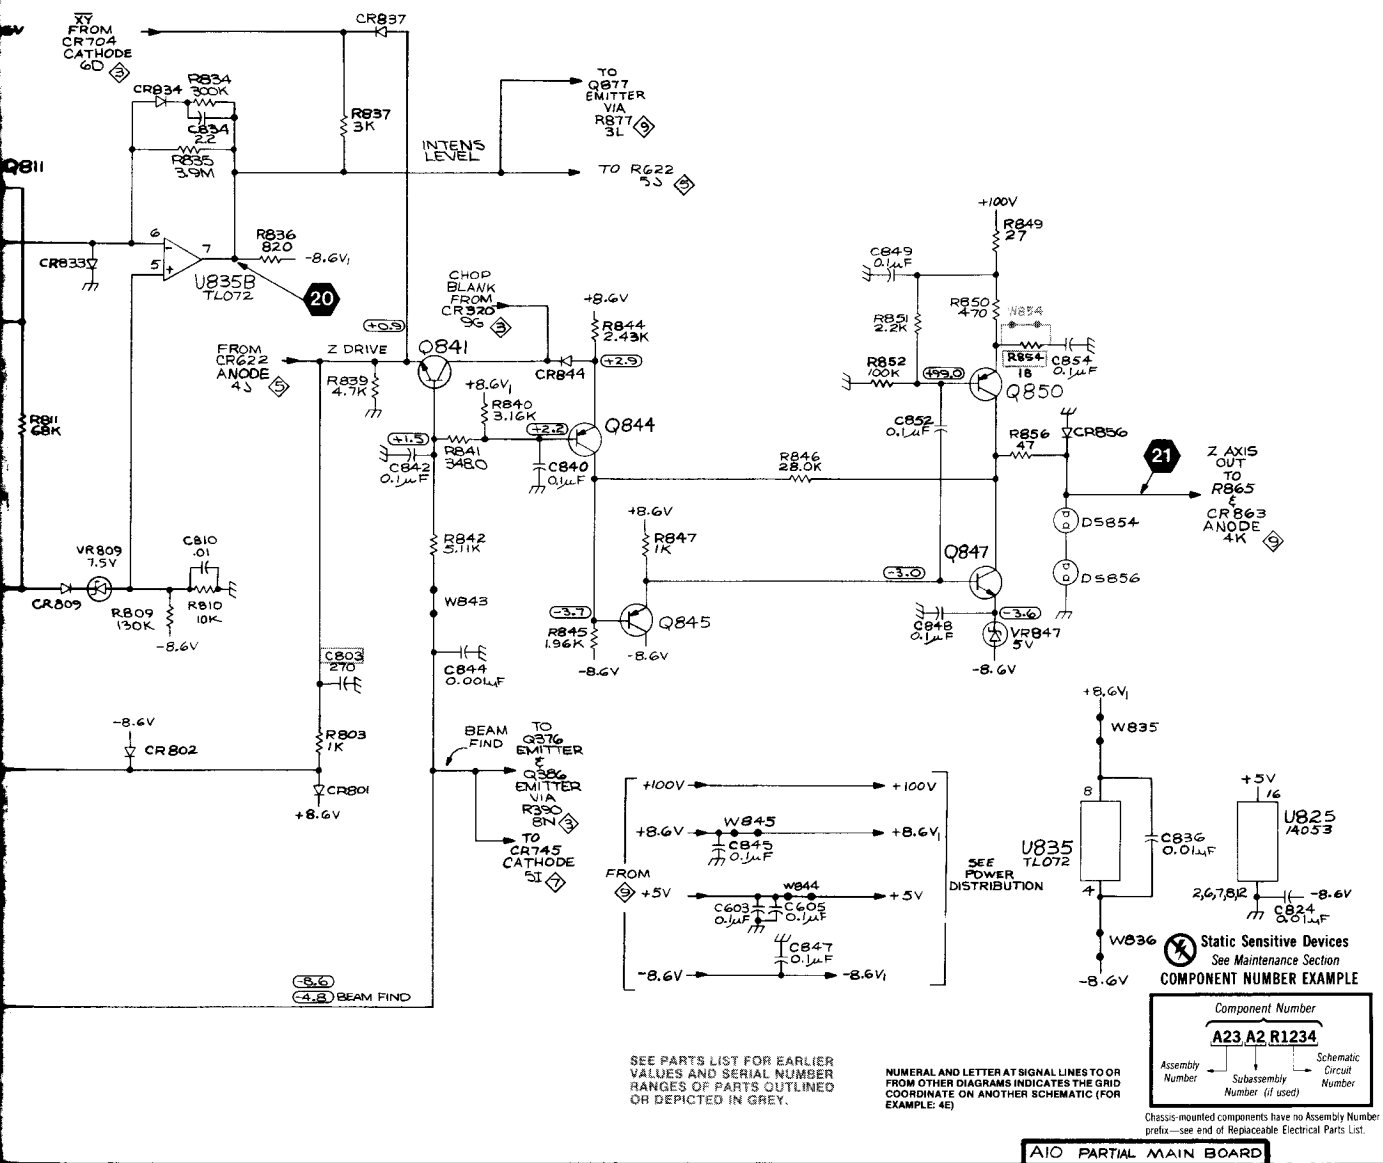 XY
FROM
CR704
CATHODE
6D 3
CR837
CR834
R834
300K
C834
2.2
R835
3.9M
R837
3K
TO
Q877
EMITTER
VIA
R877
3L 9
INTENS
LEVEL
TO R622
5J 5
Q811
6
5
7
CR833
U835B
TL072
R836
820
-8.6V1
20
+0.9
CHOP
BLANK
FROM
CR320
9G 3
+8.6V
R844
2.43K
+2.9
FROM
CR622
ANODE
4J 5
Z DRIVE
Q841
CR844
R839
4.7K
+8.6V1
R840
3.16K
+2.2
Q844
+1.5
R841
348.0
C842
0.1µF
C840
0.1µF
R811
68K
+100V
R849
27
C849
0.1µF
R850
470
W854
R851
2.2K
R854
18
C854
0.1µF
R852
100K
+99.0
Q850
C852
0.1µF
R856
47
CR856
R846
28.0K
21
Z AXIS
OUT
TO
R865
&
CR863
ANODE
4K 9
DS854
DS856
+8.6V
R847
1K
Q847
-3.0
R842
5.11K
W843
C810
.01
VR809
7.5V
CR809
R809
130K
R810
10K
-8.6V
-3.7
R845
1.96K
Q845
-8.6V
-8.6V
C848
0.1µF
-3.6
VR847
5V
-8.6V
C803
270
C844
0.001µF
-8.6V
CR802
R803
1K
CR801
+8.6V
BEAM
FIND
TO
Q376
EMITTER
&
Q386
EMITTER
VIA
R390
8N 3
TO
CR745
CATHODE
5I 7
FROM
9
+100V
+100V
+8.6V
W845
+8.6V1
C845
0.1µF
+5V
W844
+5V
C603
0.1µF
C605
0.1µF
C847
0.1µF
-8.6V
-8.6V1
SEE
POWER
DISTRIBUTION
+8.6V1
W835
8
U835
TL072
C836
0.01µF
4
W836
-8.6V
+5V
16
U825
14053
2,6,7,8,12
-8.6V
C824
0.01µF
-8.6
-4.8 BEAM FIND
Static Sensitive Devices
See Maintenance Section
COMPONENT NUMBER EXAMPLE
Component Number
A23 A2 R1234
Assembly
Number
Subassembly
Number (if used)
Schematic
Circuit
Number
Chassis-mounted components have no Assembly Number
prefix—see end of Replaceable Electrical Parts List.
SEE PARTS LIST FOR EARLIER
VALUES AND SERIAL NUMBER
RANGES OF PARTS OUTLINED
OR DEPICTED IN GREY.
NUMERAL AND LETTER AT SIGNAL LINES TO OR
FROM OTHER DIAGRAMS INDICATES THE GRID
COORDINATE ON ANOTHER SCHEMATIC (FOR
EXAMPLE: 4E)
A10 PARTIAL MAIN BOARD